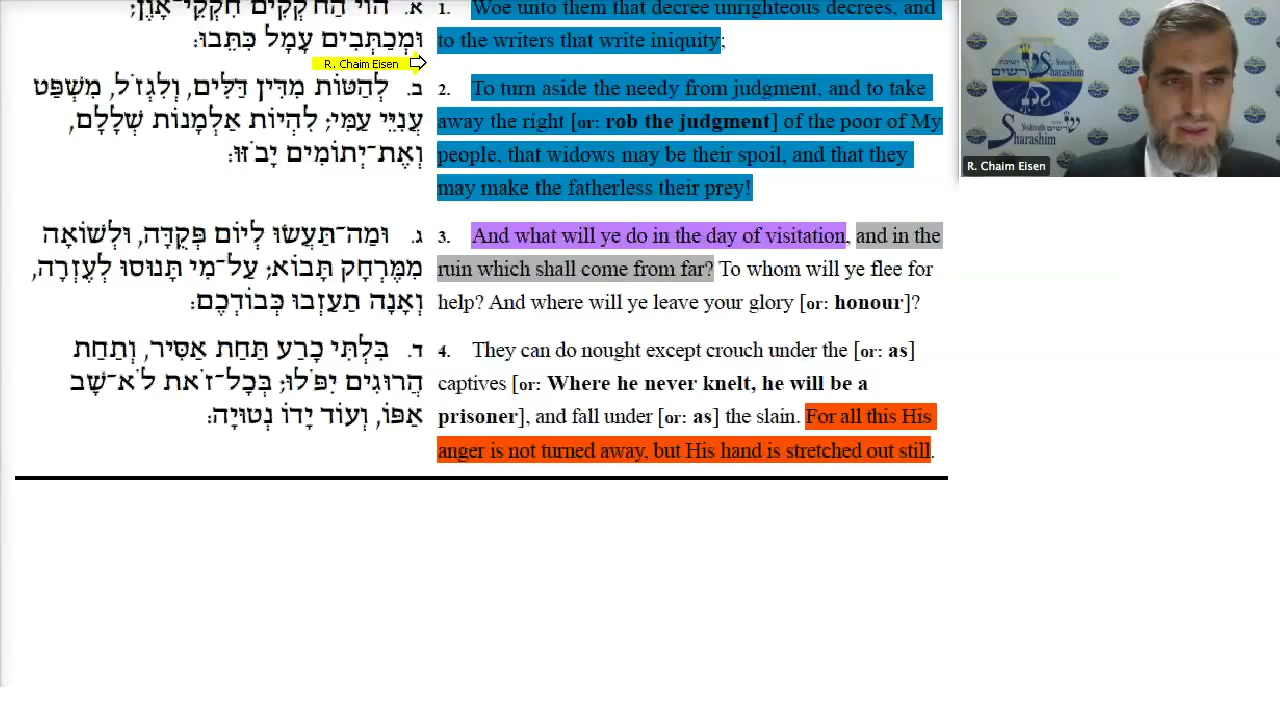 א. הוֹי הַחֹקְקִים חִקְקֵי־אָוֶן;
וּמְכַתְּבִים עָמָל כִּתֵּבוּ:
R. Chaim Eisen
ב. לְהַטּוֹת מִדִּין דַּלִּים, וְלִגְזֹל, מִשְׁפַּט
עֲנִיֵּי עַמִּי; לִהְיוֹת אַלְמָנוֹת שְׁלָלָם,
וְאֶת־יְתוֹמִים יָבֹזּוּ:
ג. וּמַה־תַּעֲשׂוּ לְיוֹם פְּקֻדָּה, וּלְשׁוֹאָה
מִמֶּרְחָק תָּבוֹא; עַל־מִי תָּנוּסוּ לְעֶזְרָה,
וְאָנָה תַעַזְבוּ כְּבוֹדְכֶם:
ד. בִּלְתִּי כָרַע תַּחַת אַסִּיר, וְתַחַת
הֲרוּגִים יִפֹּלוּ; בְּכָל־זֹאת לֹא־שָׁב
אַפּוֹ, וְעוֹד יָדוֹ נְטוּיָה:
1. Woe unto them that decree unrighteous decrees, and
to the writers that write iniquity;
2. To turn aside the needy from judgment, and to take
away the right [or: rob the judgment] of the poor of My
people, that widows may be their spoil, and that they
may make the fatherless their prey!
3. And what will ye do in the day of visitation, and in the
ruin which shall come from far? To whom will ye flee for
help? And where will ye leave your glory [or: honour]?
4. They can do nought except crouch under the [or: as]
captives [or: Where he never knelt, he will be a
prisoner], and fall under [or: as] the slain. For all this His
anger is not turned away, but His hand is stretched out still.
ישיבת
שרשים
Yeshivath
Sharashim
R. Chaim Eisen